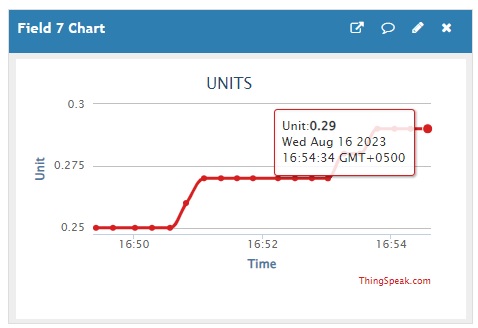 Field 7 Chart
UNITS
0.3
Unit:0.29
Wed Aug 16 2023
16:54:34 GMT+0500
Unit
0.275
0.25
16:50 16:52 16:54
Time
ThingSpeak.com